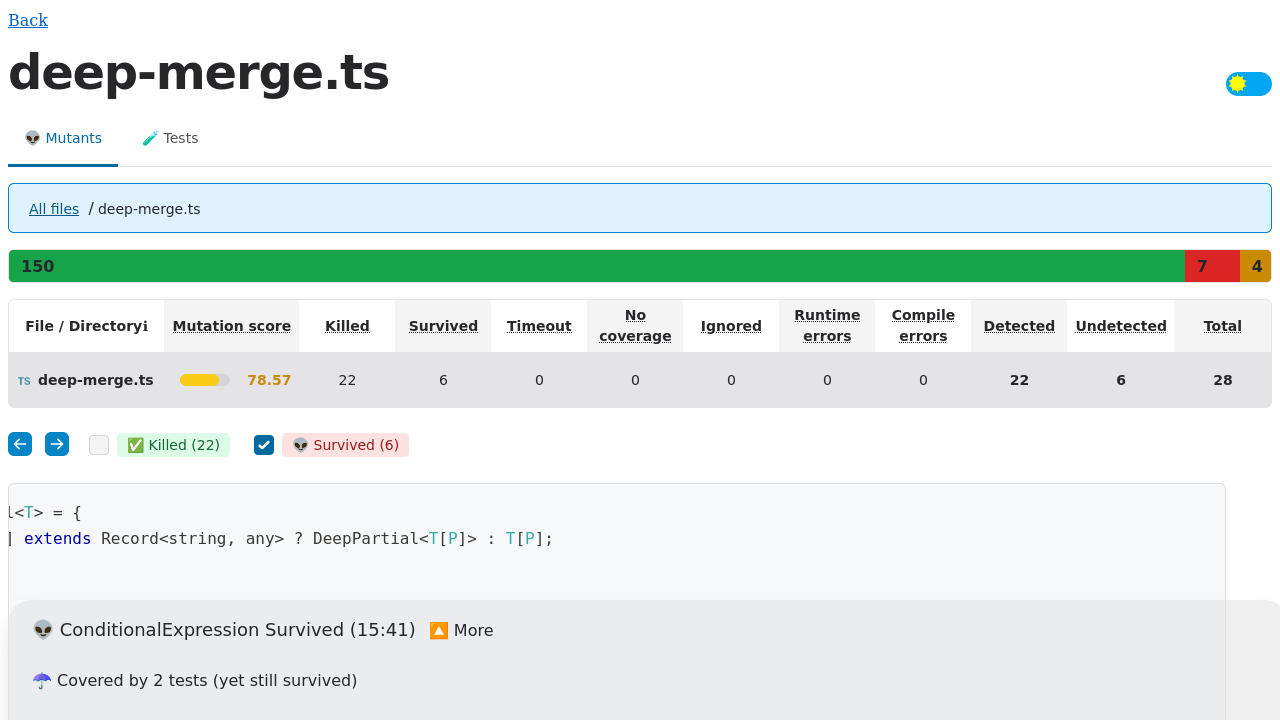 Back
deep-merge.ts
👽 Mutants 🧪 Tests
All files / deep-merge.ts
150 7 4
File / Directoryℹ Mutation score Killed Survived Timeout No coverage Ignored Runtime errors Compile errors Detected Undetected Total
TS deep-merge.ts 78.57 22 6 0 0 0 0 0 22 6 28
✅ Killed (22) 👽 Survived (6)
<T> = {
] extends Record<string, any> ? DeepPartial<T[P]> : T[P];
👽 ConditionalExpression Survived (15:41) 🔼 More
☂️ Covered by 2 tests (yet still survived)